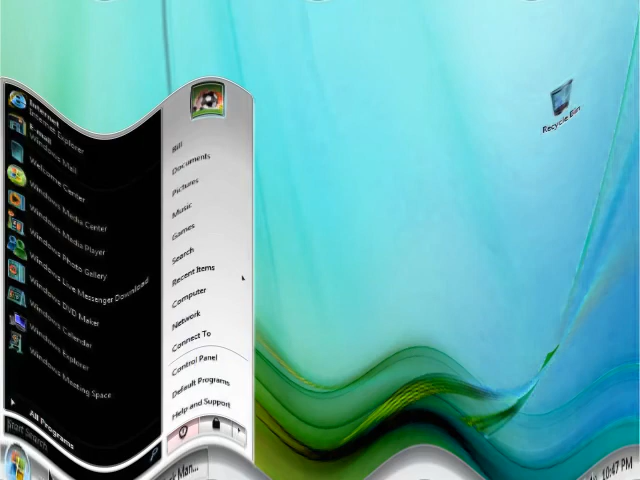 Internet
Internet Explorer
E-mail
Windows Mail
Welcome Center
Windows Media Center
Windows Media Player
Windows Photo Gallery
Windows Live Messenger Download
Windows DVD Maker
Windows Calendar
Windows Explorer
Windows Meeting Space
All Programs
Start Search
Bill
Documents
Pictures
Music
Games
Search
Recent Items
Computer
Network
Connect To
Control Panel
Default Programs
Help and Support
Recycle Bin
Man...
10:47 PM